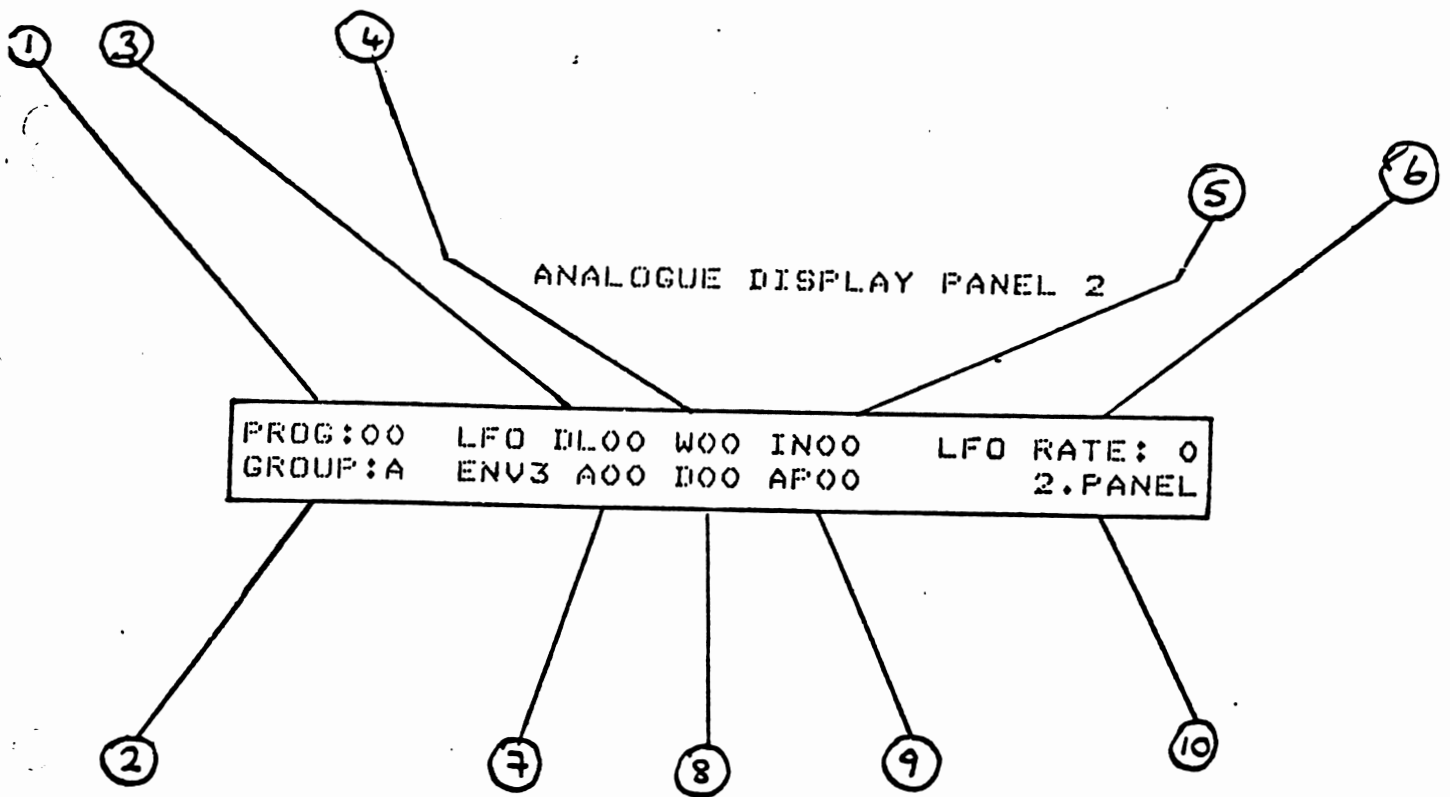 1 3 4
5 6
ANALOGUE DISPLAY PANEL 2
PROG:00 LFO DL00 W00 IN00 LFO RATE: 0
GROUP:A ENV3 A00 D00 AP00 2.PANEL
2 7 8 9 10